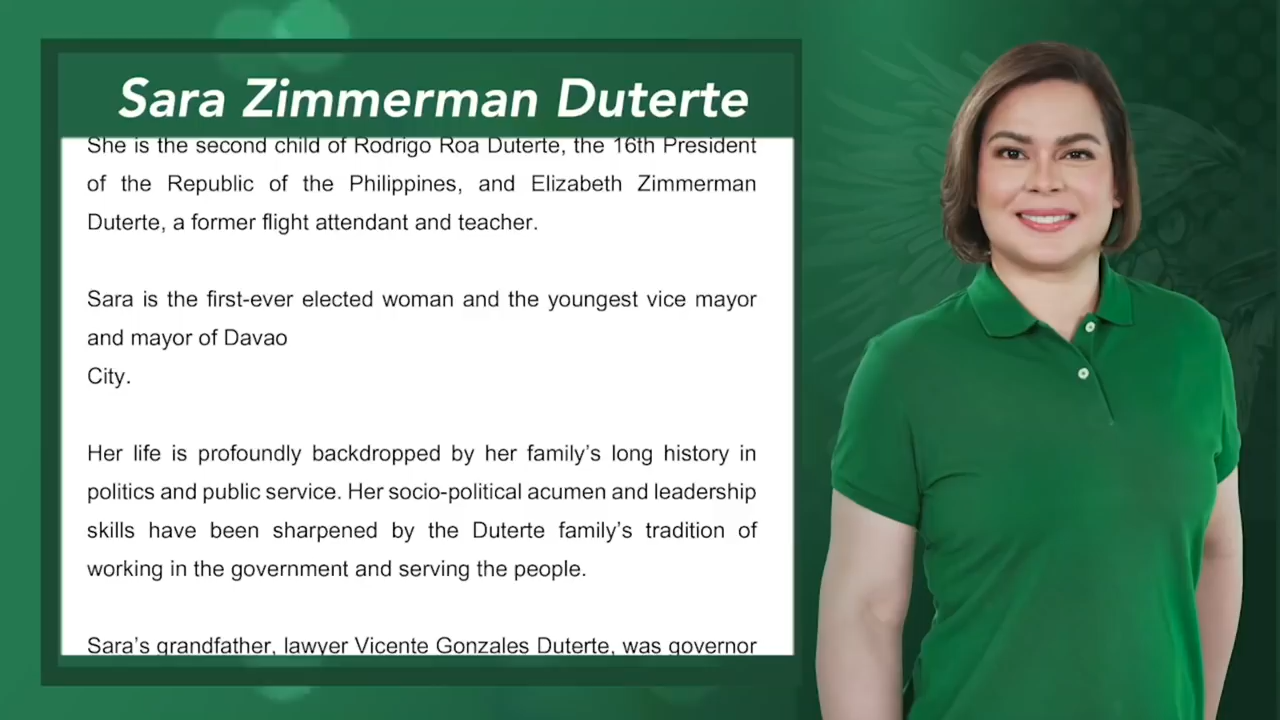 Sara Zimmerman Duterte
She is the second child of Rodrigo Roa Duterte, the 16th President
of the Republic of the Philippines, and Elizabeth Zimmerman
Duterte, a former flight attendant and teacher.
Sara is the first-ever elected woman and the youngest vice mayor
and mayor of Davao
City.
Her life is profoundly backdropped by her family’s long history in
politics and public service. Her socio-political acumen and leadership
skills have been sharpened by the Duterte family’s tradition of
working in the government and serving the people.
Sara’s grandfather, lawyer Vicente Gonzales Duterte, was governor